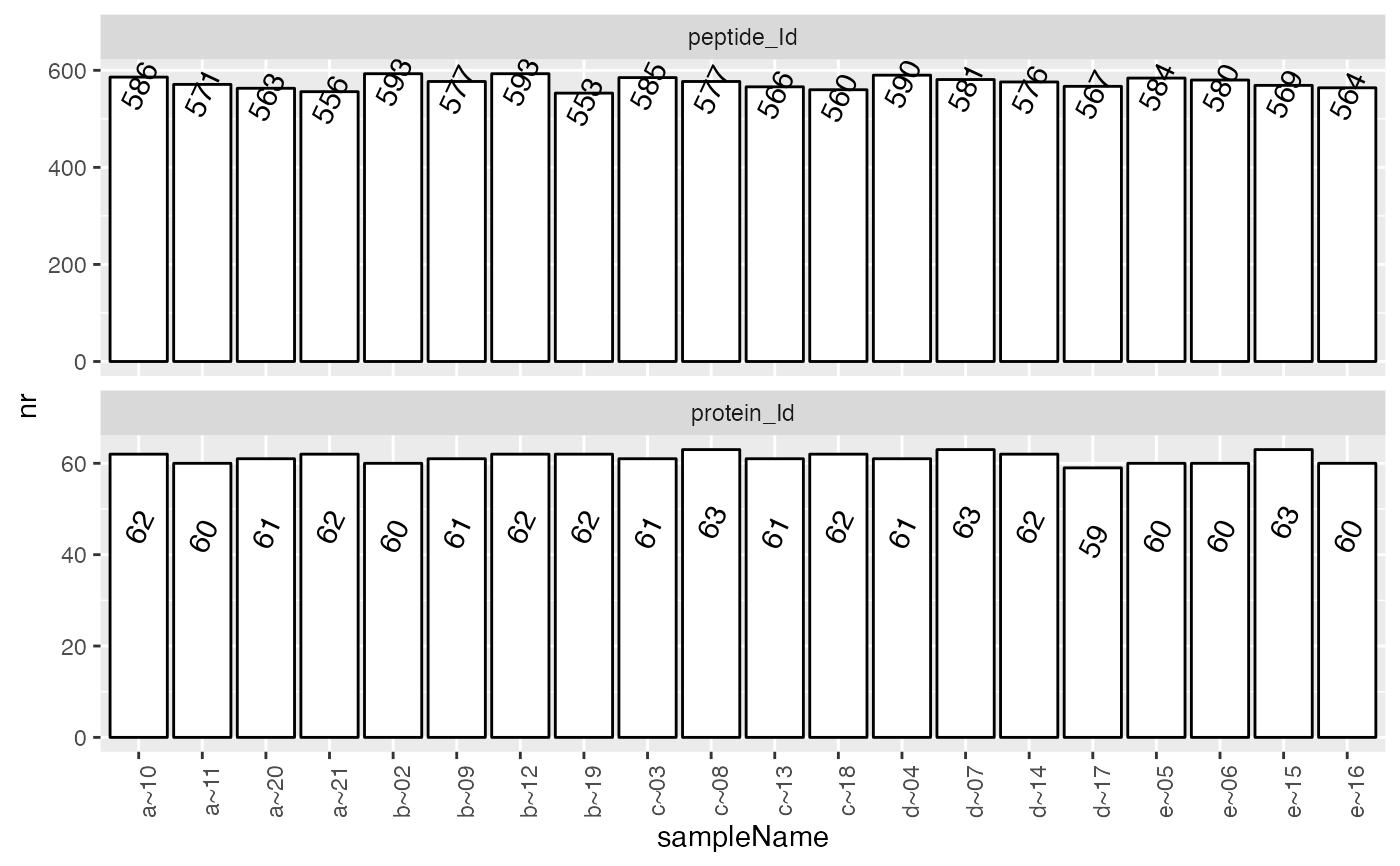 peptide_Id
600
400
200
0
586 571 563 556 593 577 593 553 585 577 566 560 590 581 576 567 584 580 569 564
nr
protein_Id
60
40
20
0
62 60 61 62 60 61 62 62 61 63 61 62 61 63 62 59 60 60 63 60
a~10 a~11 a~20 a~21 b~02 b~09 b~12 b~19 c~03 c~08 c~13 c~18 d~04 d~07 d~14 d~17 e~05 e~06 e~15 e~16
sampleName